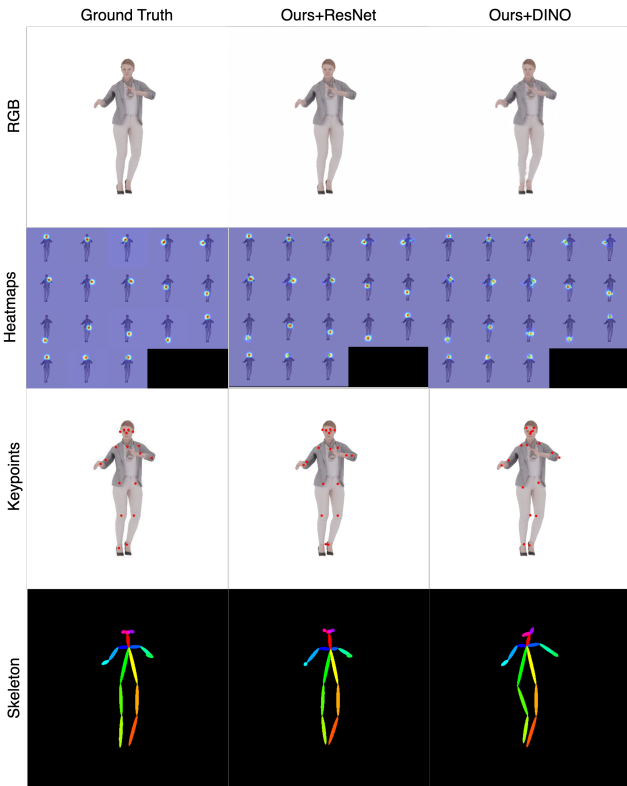 Ground Truth Ours+ResNet Ours+DINO
RGB
Heatmaps
Keypoints
Skeleton